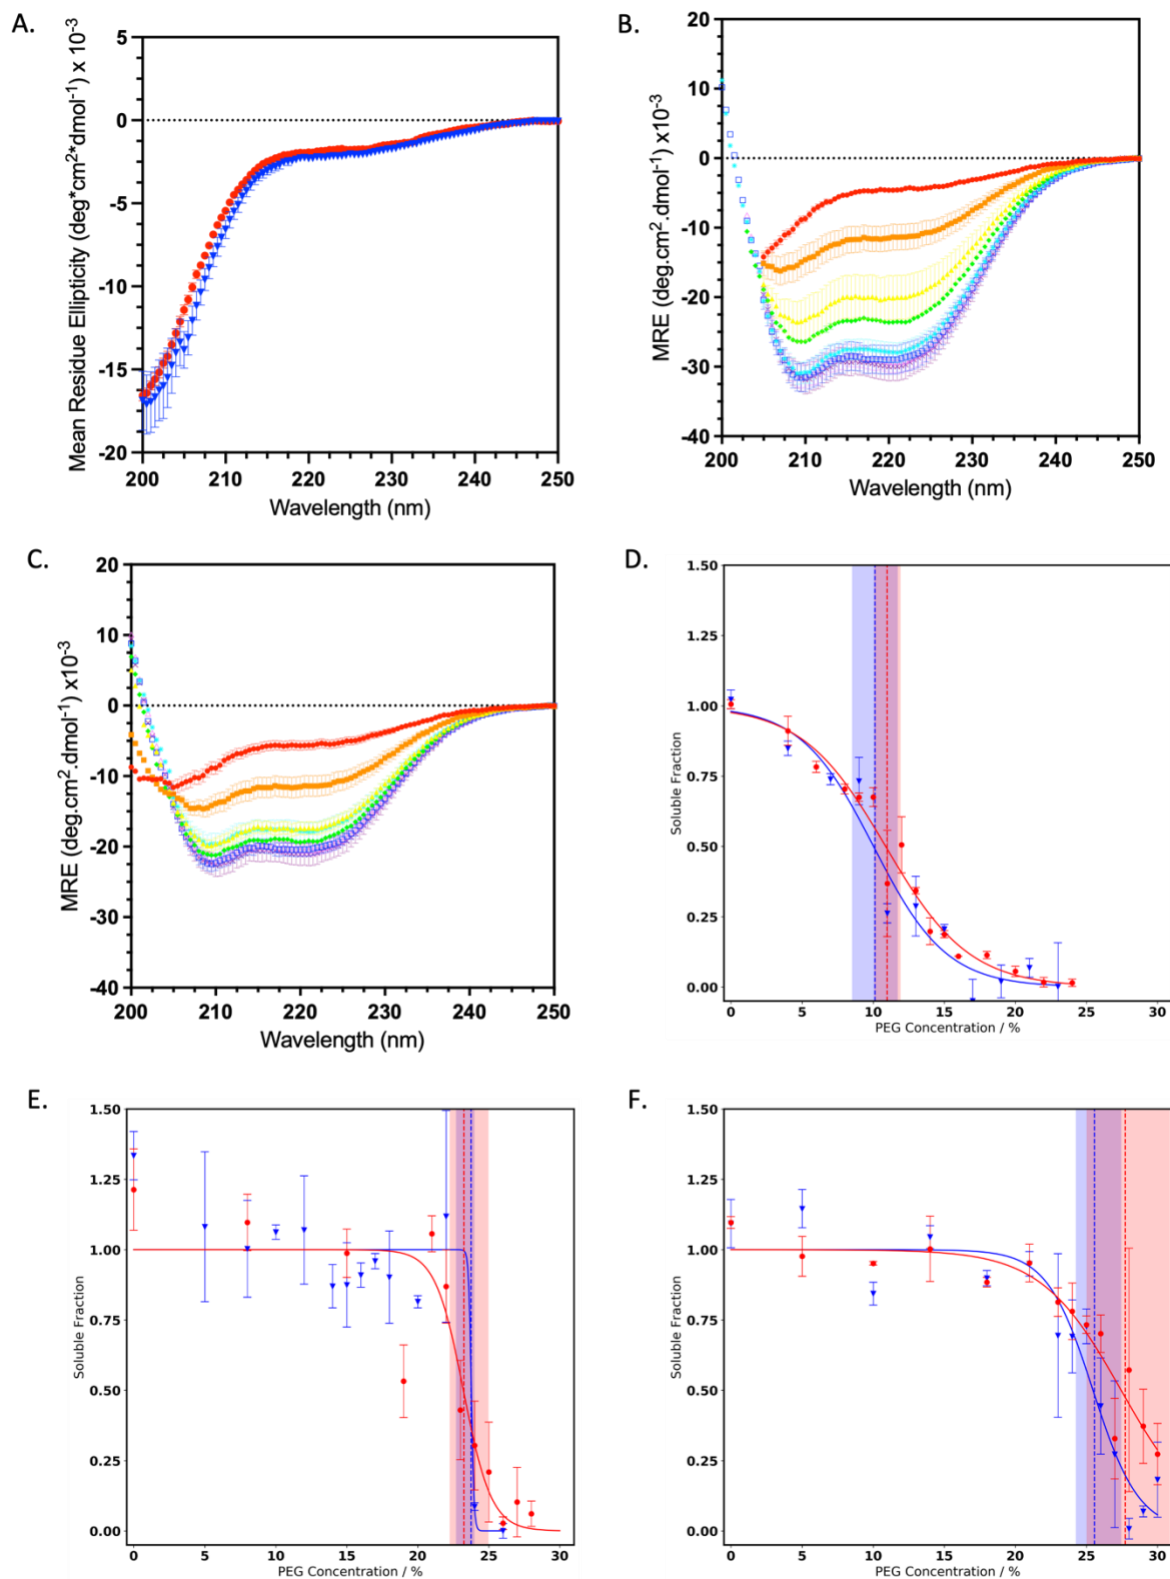 A.
Mean Residue Ellipticity (deg*cm²*dmol⁻¹) x 10⁻³
5
0
-5
-10
-15
-20
200 210 220 230 240 250
Wavelength (nm)
B.
MRE (deg.cm².dmol⁻¹) x10⁻³
20
10
0
-10
-20
-30
-40
200 210 220 230 240 250
Wavelength (nm)
C.
MRE (deg.cm².dmol⁻¹) x10⁻³
20
10
0
-10
-20
-30
-40
200 210 220 230 240 250
Wavelength (nm)
D.
Soluble Fraction
1.50
1.25
1.00
0.75
0.50
0.25
0.00
0 5 10 15 20 25 30
PEG Concentration / %
E.
Soluble Fraction
1.50
1.25
1.00
0.75
0.50
0.25
0.00
0 5 10 15 20 25 30
PEG Concentration / %
F.
Soluble Fraction
1.50
1.25
1.00
0.75
0.50
0.25
0.00
0 5 10 15 20 25 30
PEG Concentration / %